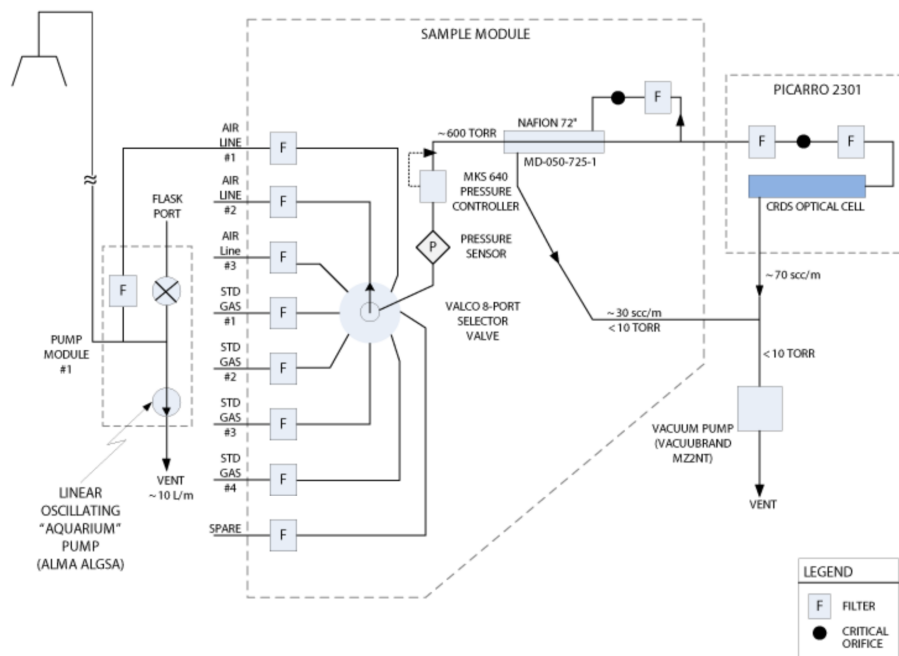 SAMPLE MODULE
PICARRO 2301
AIR
LINE
#1
F
~600 TORR
NAFION 72"
F
MD-050-725-1
F
F
AIR
LINE
#2
F
MKS 640
PRESSURE
CONTROLLER
CRDS OPTICAL CELL
FLASK
PORT
AIR
Line
#3
F
P
PRESSURE
SENSOR
~70 scc/m
F
STD
GAS
#1
F
VALCO 8-PORT
SELECTOR
VALVE
~30 scc/m
<10 TORR
PUMP
MODULE
#1
STD
GAS
#2
F
<10 TORR
STD
GAS
#3
F
VACUUM PUMP
(VACUUBRAND
MZ2NT)
VENT
~10 L/m
STD
GAS
#4
F
VENT
LINEAR
OSCILLATING
"AQUARIUM"
PUMP
(ALMA ALGSA)
SPARE
F
LEGEND
F
FILTER
CRITICAL
ORIFICE